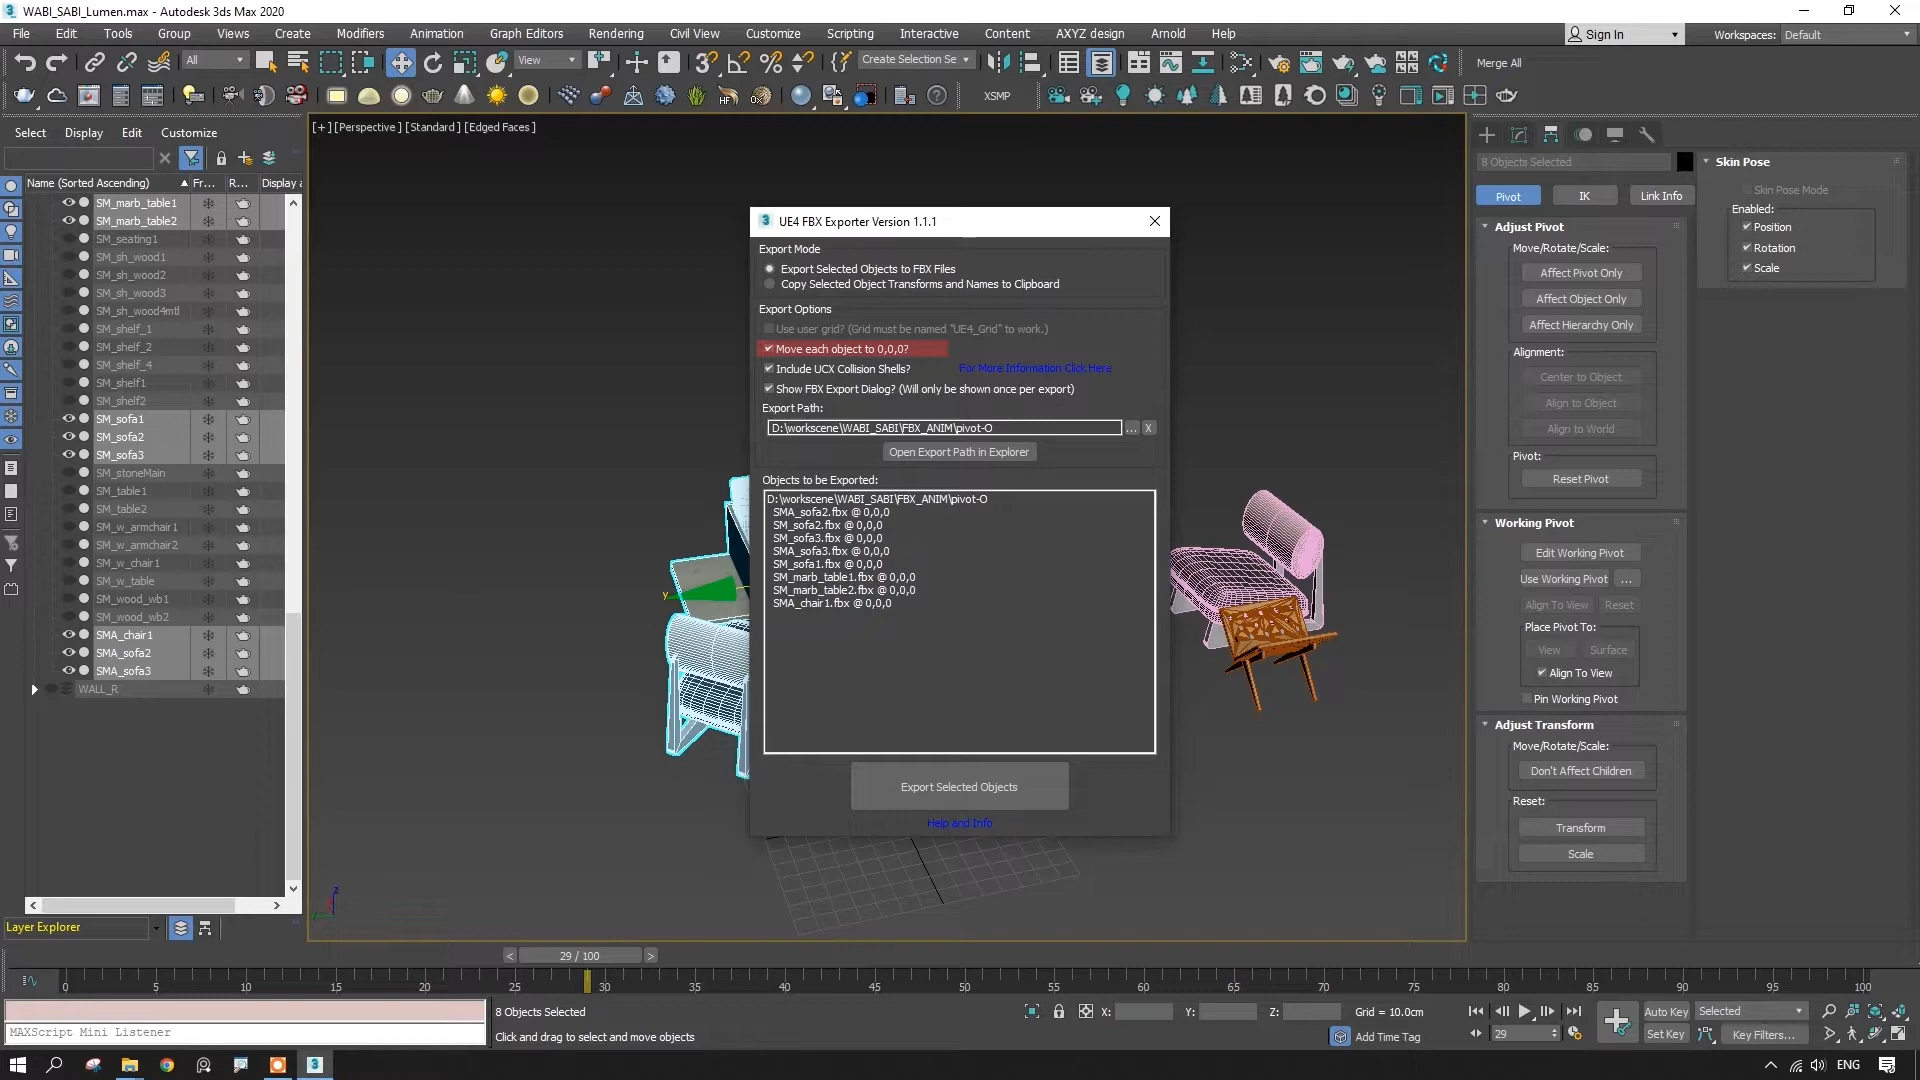 WABI_SABI_Lumen.max - Autodesk 3ds Max 2020
File Edit Tools Group Views Create Modifiers Animation Graph Editors Rendering Civil View Customize Scripting Interactive Content AXYZ design Arnold Help
Sign In
Workspaces: Default
All
View
Create Selection Se
Merge All
XSMP
Select Display Edit Customize
Name (Sorted Ascending) Fr... R... Display a
SM_marb_table1
SM_marb_table2
SM_seating1
SM_sh_wood1
SM_sh_wood2
SM_sh_wood3
SM_sh_wood4mtl
SM_shelf_1
SM_shelf_2
SM_shelf_4
SM_shelf1
SM_shelf2
SM_sofa1
SM_sofa2
SM_sofa3
SM_stoneMain
SM_table1
SM_table2
SM_w_armchair1
SM_w_armchair2
SM_w_chair1
SM_w_table
SM_wood_wb1
SM_wood_wb2
SMA_chair1
SMA_sofa2
SMA_sofa3
WALL_R
Layer Explorer
[+] [Perspective ] [Standard ] [Edged Faces ]
y
z
UE4 FBX Exporter Version 1.1.1
Export Mode
Export Selected Objects to FBX Files
Copy Selected Object Transforms and Names to Clipboard
Export Options
Use user grid? (Grid must be named "UE4_Grid" to work.)
Move each object to 0,0,0?
Include UCX Collision Shells? For More Information Click Here
Show FBX Export Dialog? (Will only be shown once per export)
Export Path:
D:\workscene\WABI_SABI\FBX_ANIM\pivot-O ... X
Open Export Path in Explorer
Objects to be Exported:
D:\workscene\WABI_SABI\FBX_ANIM\pivot-O
SMA_sofa2.fbx @ 0,0,0
SM_sofa2.fbx @ 0,0,0
SM_sofa3.fbx @ 0,0,0
SMA_sofa3.fbx @ 0,0,0
SM_sofa1.fbx @ 0,0,0
SM_marb_table1.fbx @ 0,0,0
SM_marb_table2.fbx @ 0,0,0
SMA_chair1.fbx @ 0,0,0
Export Selected Objects
Help and Info
8 Objects Selected
Pivot IK Link Info
Adjust Pivot
Move/Rotate/Scale:
Affect Pivot Only
Affect Object Only
Affect Hierarchy Only
Alignment:
Center to Object
Align to Object
Align to World
Pivot:
Reset Pivot
Working Pivot
Edit Working Pivot
Use Working Pivot ...
Align To View Reset
Place Pivot To:
View Surface
Align To View
Pin Working Pivot
Adjust Transform
Move/Rotate/Scale:
Don't Affect Children
Reset:
Transform
Scale
Skin Pose
Skin Pose Mode
Enabled:
Position
Rotation
Scale
< 29 / 100 >
0 5 10 15 20 25 30 35 40 45 50 55 60 65 70 75 80 85 90 95 100
MAXScript Mini Listener
8 Objects Selected
Click and drag to select and move objects
X: Y: Z: Grid = 10.0cm
Add Time Tag
29
Auto Key Selected
Set Key Key Filters...
ENG